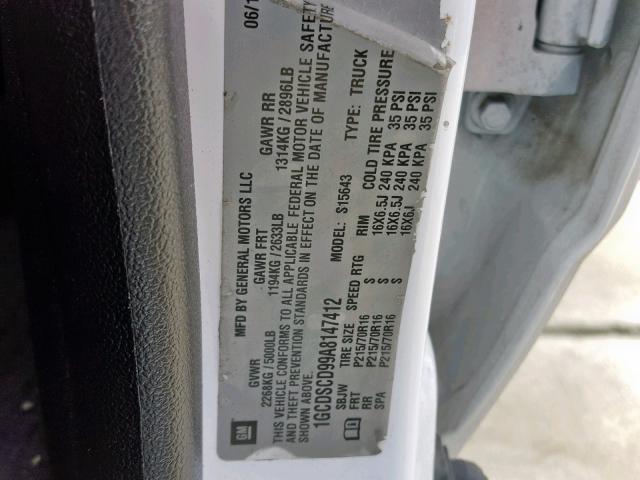 GM
MFD BY GENERAL MOTORS LLC
06/1
GVWR GAWR FRT GAWR RR
2268KG / 5000LB 1194KG / 2633LB 1314KG / 2896LB
THIS VEHICLE CONFORMS TO ALL APPLICABLE FEDERAL MOTOR VEHICLE SAFETY
AND THEFT PREVENTION STANDARDS IN EFFECT ON THE DATE OF MANUFACTURE
SHOWN ABOVE.
1GCDSCD99A8147412 MODEL: S15643 TYPE: TRUCK
SBJW TIRE SIZE SPEED RTG RIM COLD TIRE PRESSURE
FRT P215/70R16 S 16X6.5J 240 KPA 35 PSI
RR P215/70R16 S 16X6.5J 240 KPA 35 PSI
SPA P215/70R16 S 16X6J 240 KPA 35 PSI